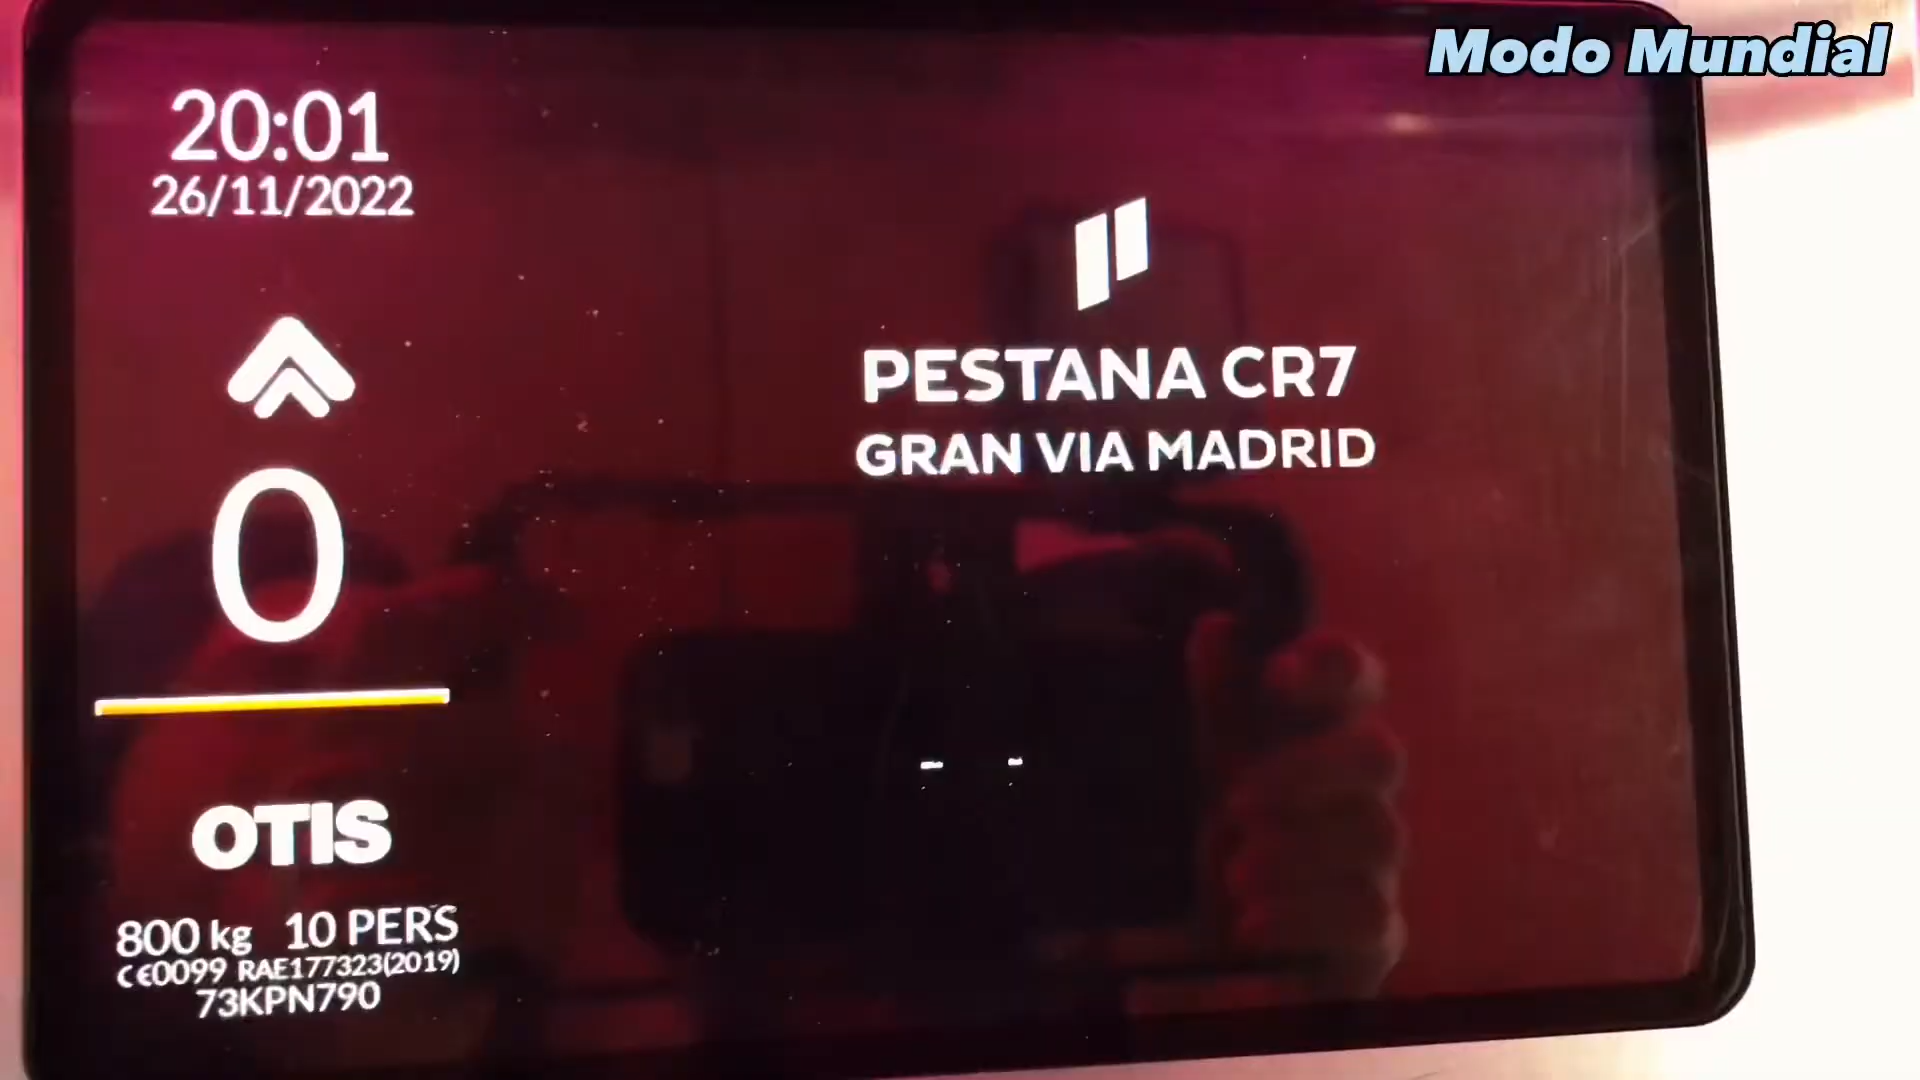 Modo Mundial
20:01
26/11/2022
0
OTIS
800 kg 10 PERS
CE0099 RAE177323(2019)
73KPN790
PESTANA CR7
GRAN VIA MADRID